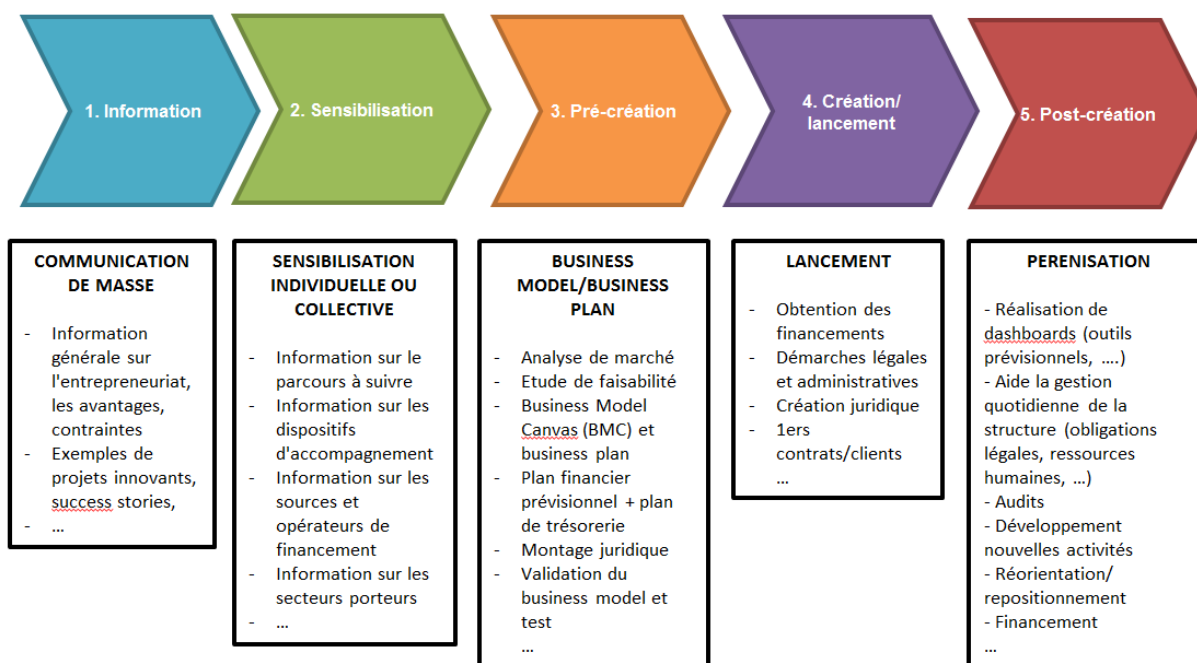 1. Information
2. Sensibilisation
3. Pré-création
4. Création/
lancement
5. Post-création
COMMUNICATION
DE MASSE
- Information
générale sur
l'entrepreneuriat,
les avantages,
contraintes
- Exemples de
projets innovants,
success stories,
- ...
SENSIBILISATION
INDIVIDUELLE OU
COLLECTIVE
- Information sur le
parcours à suivre
- Information sur les
dispositifs
d'accompagnement
- Information sur les
sources et
opérateurs de
financement
- Information sur les
secteurs porteurs
- ...
BUSINESS
MODEL/BUSINESS
PLAN
- Analyse de marché
- Etude de faisabilité
- Business Model
Canvas (BMC) et
business plan
- Plan financier
prévisionnel + plan
de trésorerie
- Montage juridique
- Validation du
business model et
test
...
LANCEMENT
- Obtention des
financements
- Démarches légales
et administratives
- Création juridique
- 1ers
contrats/clients
...
PERENISATION
- Réalisation de
dashboards (outils
prévisionnels, ....)
- Aide la gestion
quotidienne de la
structure (obligations
légales, ressources
humaines, ...)
- Audits
- Développement
nouvelles activités
- Réorientation/
repositionnement
- Financement
...